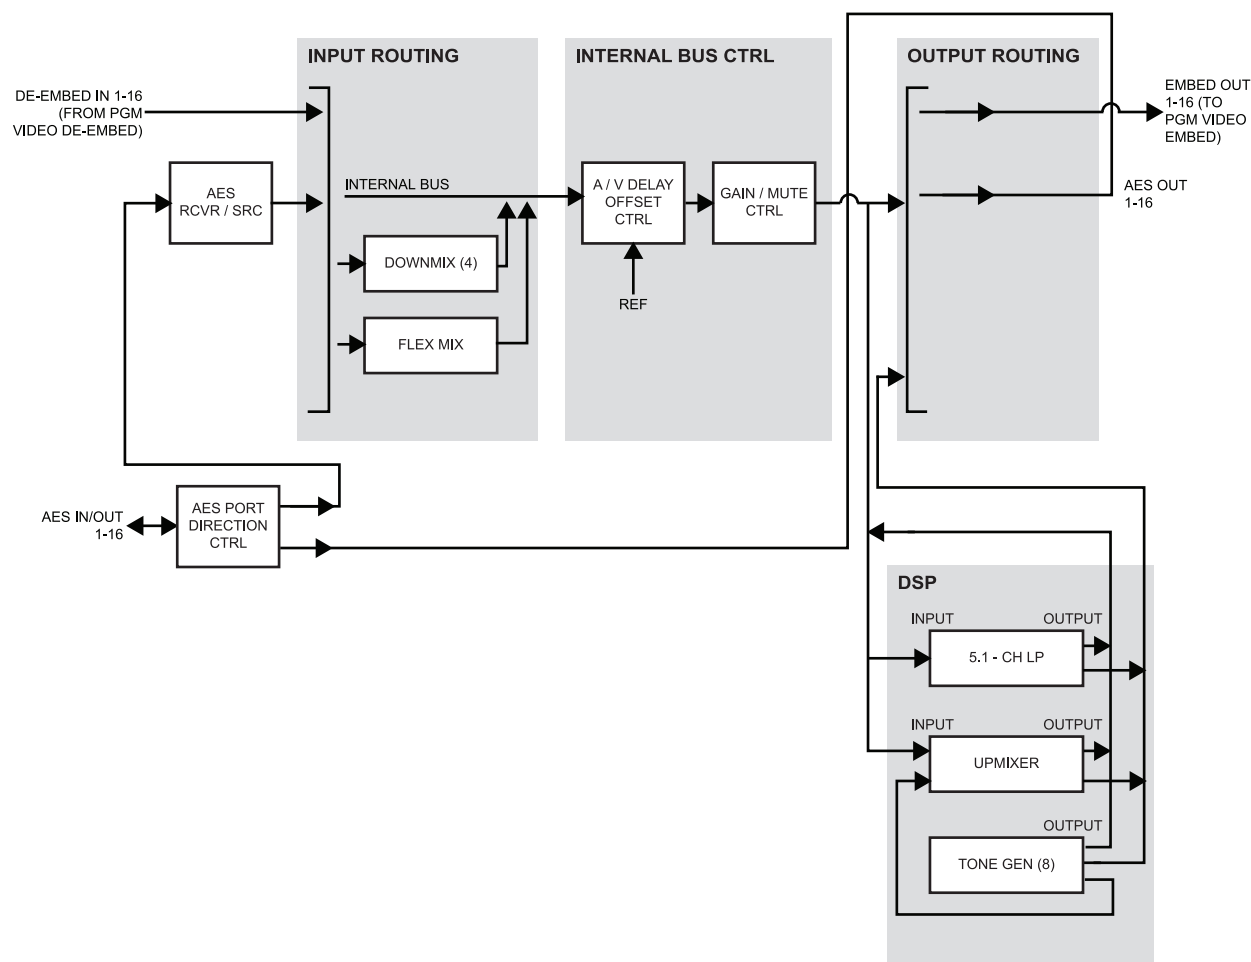 INPUT ROUTING
INTERNAL BUS CTRL
OUTPUT ROUTING
DE-EMBED IN 1-16
(FROM PGM
VIDEO DE-EMBED)
EMBED OUT
1-16 (TO
PGM VIDEO
EMBED)
AES
RCVR / SRC
INTERNAL BUS
A / V DELAY
OFFSET
CTRL
GAIN / MUTE
CTRL
AES OUT
1-16
DOWNMIX (4)
REF
FLEX MIX
AES IN/OUT
1-16
AES PORT
DIRECTION
CTRL
DSP
INPUT
OUTPUT
5.1 - CH LP
INPUT
OUTPUT
UPMIXER
OUTPUT
TONE GEN (8)